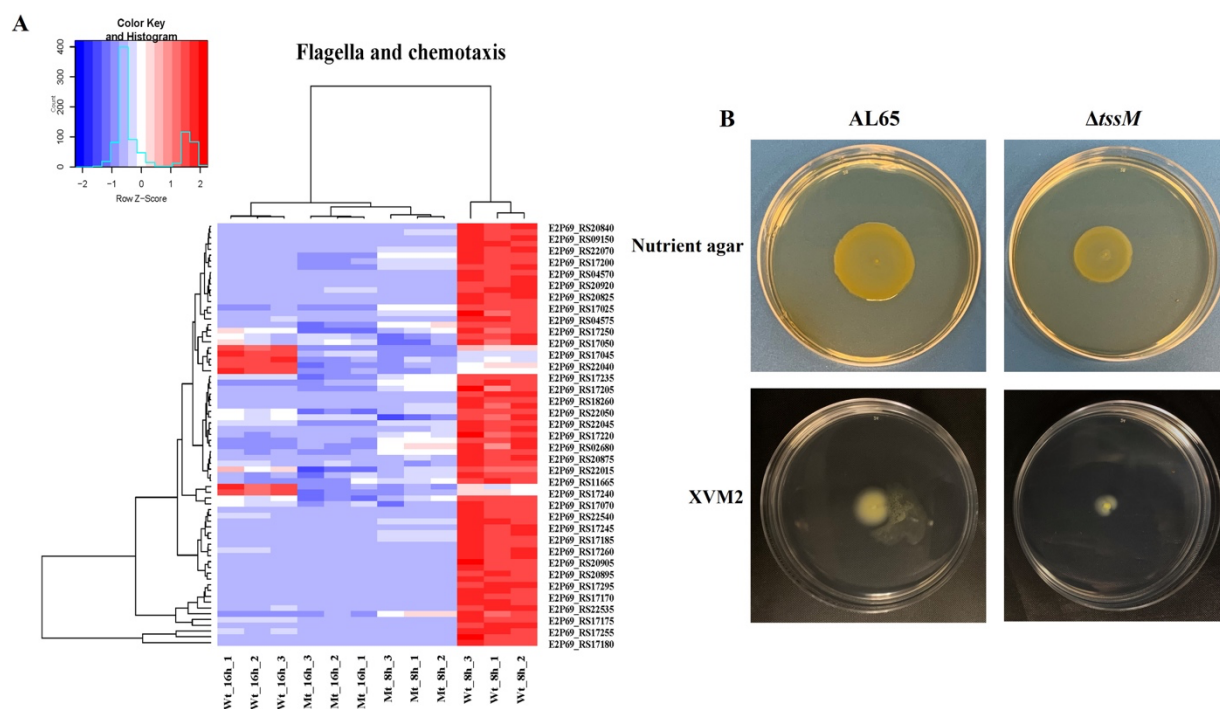 A
Color Key
and Histogram
Count
0 100 200 300 400
-2 -1 0 1 2
Row Z-Score
Flagella and chemotaxis
E2P69_RS20840
E2P69_RS09150
E2P69_RS22070
E2P69_RS17200
E2P69_RS04570
E2P69_RS20920
E2P69_RS20825
E2P69_RS17025
E2P69_RS04575
E2P69_RS17250
E2P69_RS17050
E2P69_RS17045
E2P69_RS22040
E2P69_RS17235
E2P69_RS17205
E2P69_RS18260
E2P69_RS22050
E2P69_RS22045
E2P69_RS17220
E2P69_RS02680
E2P69_RS20875
E2P69_RS22015
E2P69_RS11665
E2P69_RS17240
E2P69_RS17070
E2P69_RS22540
E2P69_RS17245
E2P69_RS17185
E2P69_RS17260
E2P69_RS20905
E2P69_RS20895
E2P69_RS17295
E2P69_RS17170
E2P69_RS22535
E2P69_RS17175
E2P69_RS17255
E2P69_RS17180
Wt_16h_1
Wt_16h_2
Wt_16h_3
Mt_16h_3
Mt_16h_2
Mt_16h_1
Mt_8h_3
Mt_8h_1
Mt_8h_2
Wt_8h_3
Wt_8h_1
Wt_8h_2
B
AL65
ΔtssM
Nutrient agar
XVM2